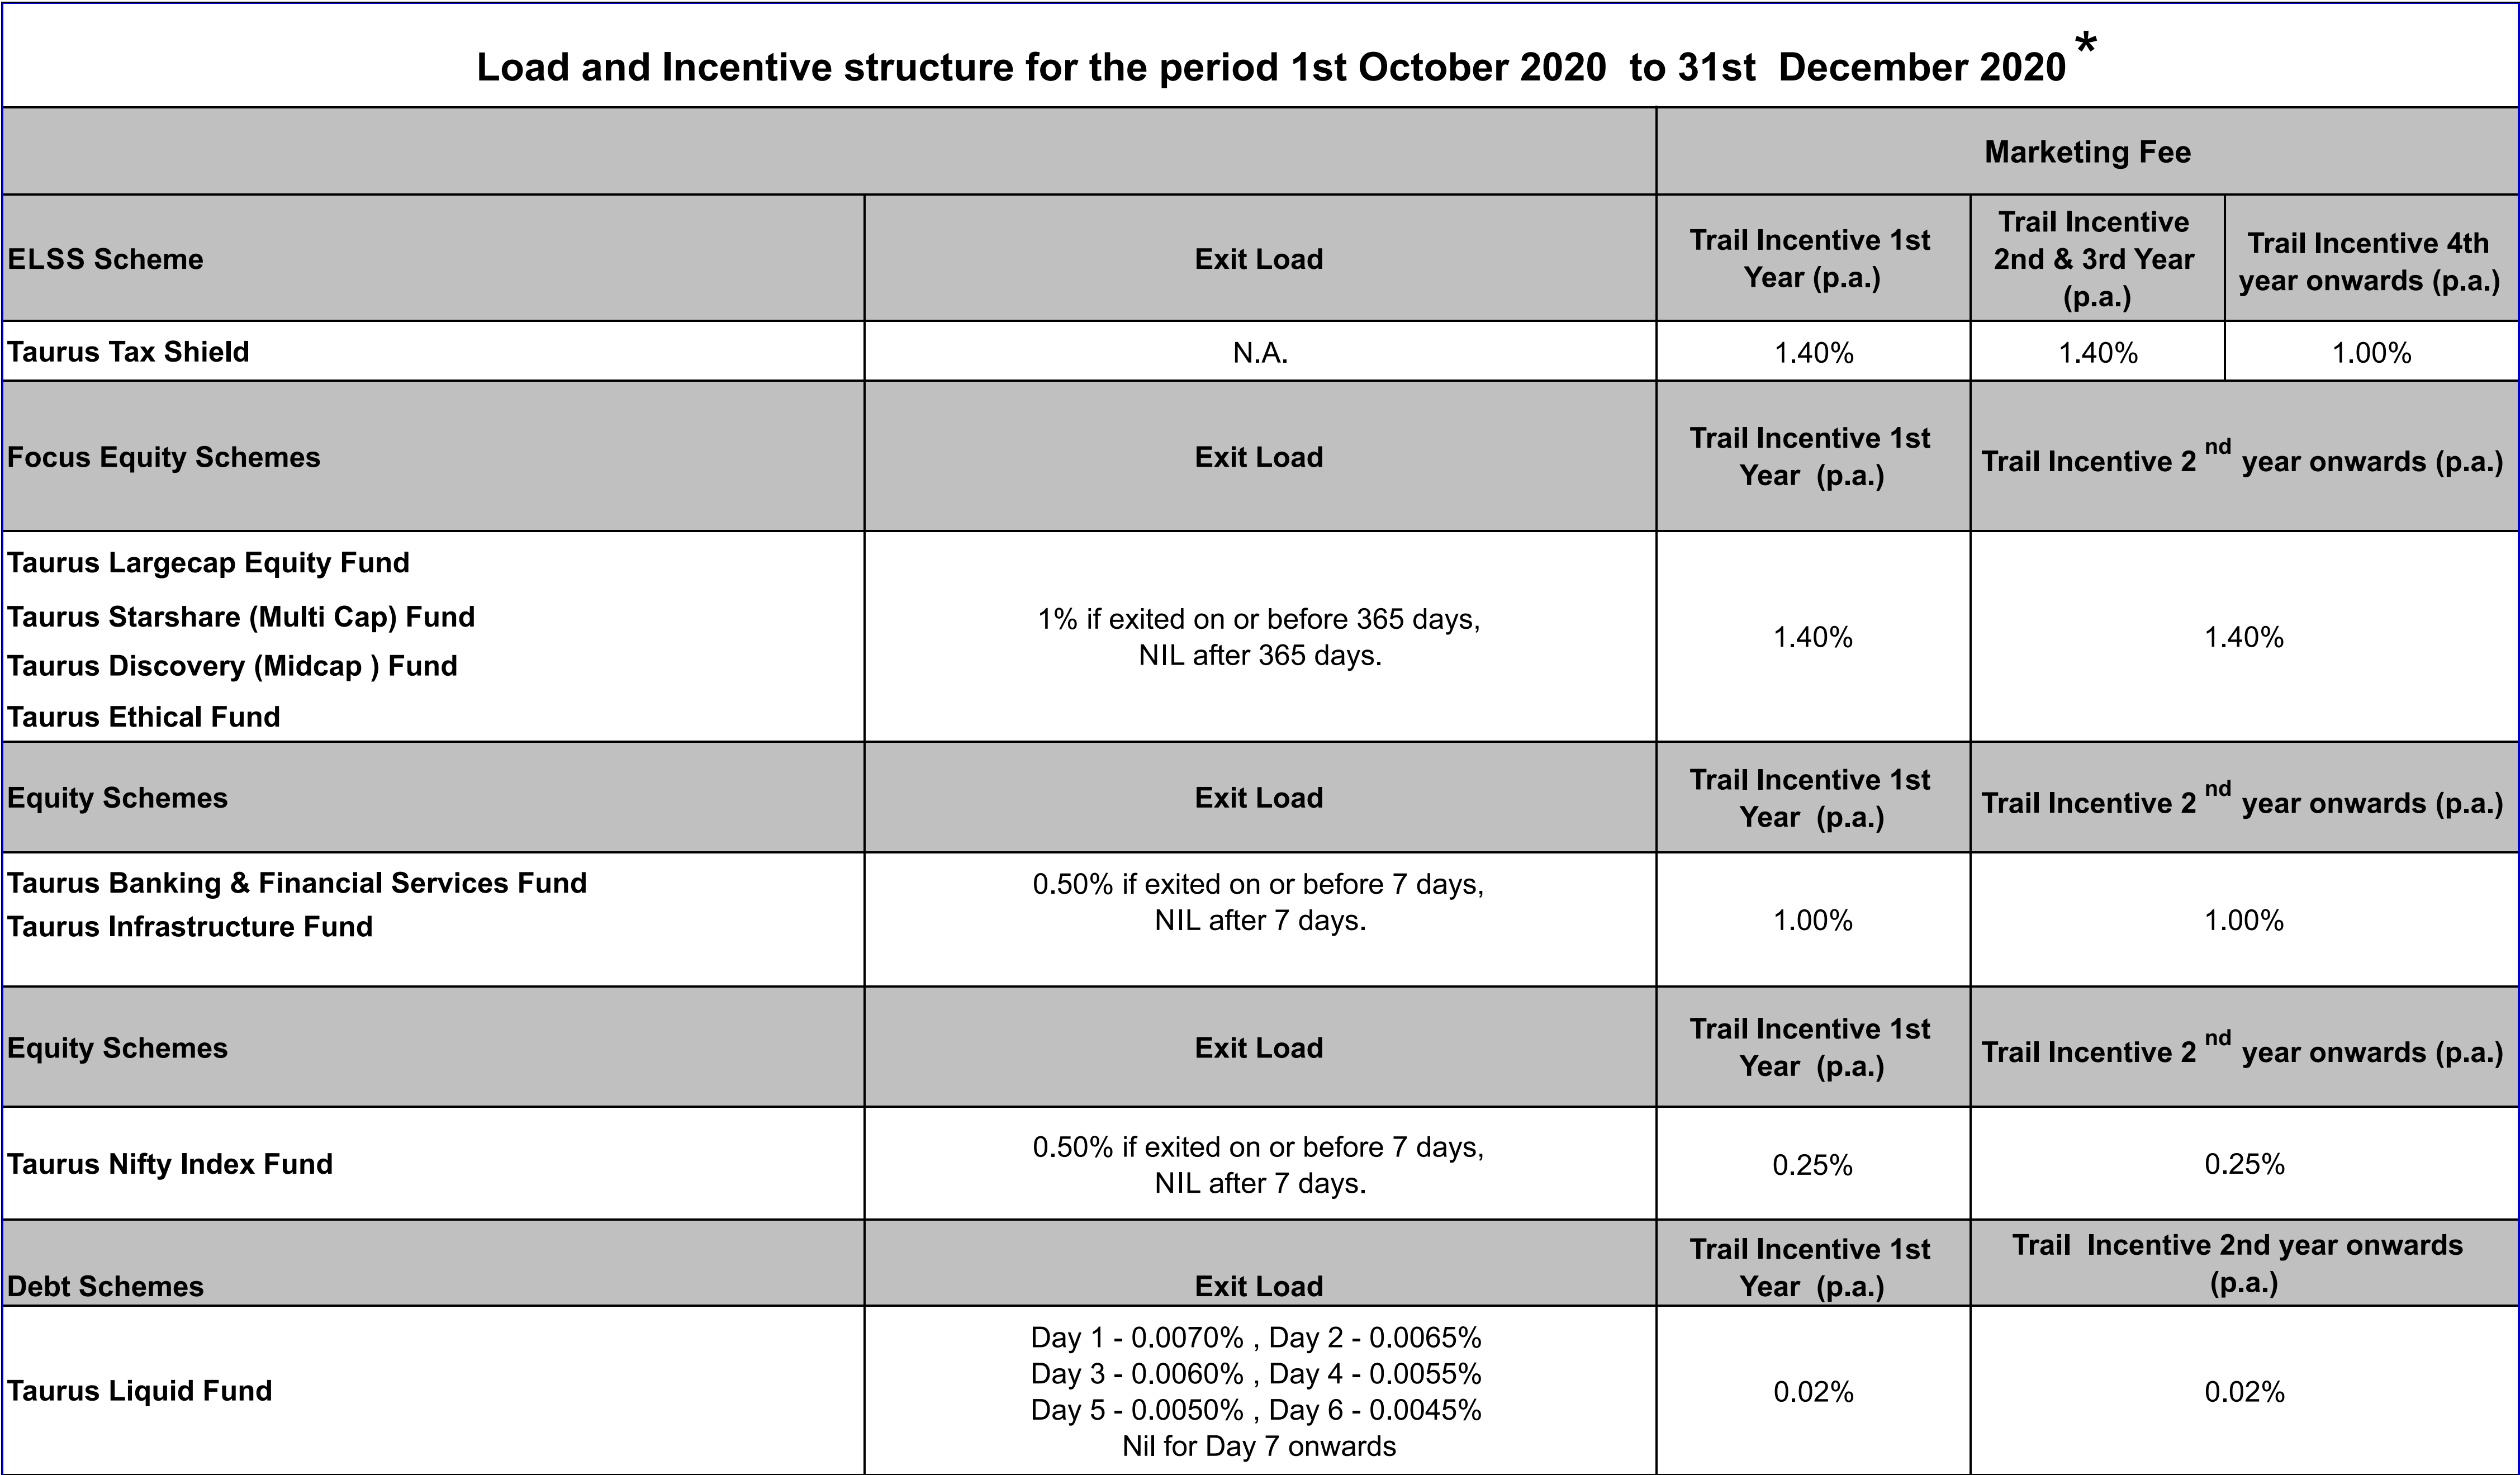 Load and Incentive structure for the period 1st October 2020 to 31st December 2020 *
Marketing Fee
ELSS Scheme
Exit Load
Trail Incentive 1st
Year (p.a.)
Trail Incentive
2nd & 3rd Year
(p.a.)
Trail Incentive 4th
year onwards (p.a.)
Taurus Tax Shield
N.A.
1.40%
1.40%
1.00%
Focus Equity Schemes
Exit Load
Trail Incentive 1st
Year (p.a.)
Trail Incentive 2 nd year onwards (p.a.)
Taurus Largecap Equity Fund
Taurus Starshare (Multi Cap) Fund
Taurus Discovery (Midcap ) Fund
Taurus Ethical Fund
1% if exited on or before 365 days,
NIL after 365 days.
1.40%
1.40%
Equity Schemes
Exit Load
Trail Incentive 1st
Year (p.a.)
Trail Incentive 2 nd year onwards (p.a.)
Taurus Banking & Financial Services Fund
Taurus Infrastructure Fund
0.50% if exited on or before 7 days,
NIL after 7 days.
1.00%
1.00%
Equity Schemes
Exit Load
Trail Incentive 1st
Year (p.a.)
Trail Incentive 2 nd year onwards (p.a.)
Taurus Nifty Index Fund
0.50% if exited on or before 7 days,
NIL after 7 days.
0.25%
0.25%
Debt Schemes
Exit Load
Trail Incentive 1st
Year (p.a.)
Trail Incentive 2nd year onwards
(p.a.)
Taurus Liquid Fund
Day 1 - 0.0070% , Day 2 - 0.0065%
Day 3 - 0.0060% , Day 4 - 0.0055%
Day 5 - 0.0050% , Day 6 - 0.0045%
Nil for Day 7 onwards
0.02%
0.02%